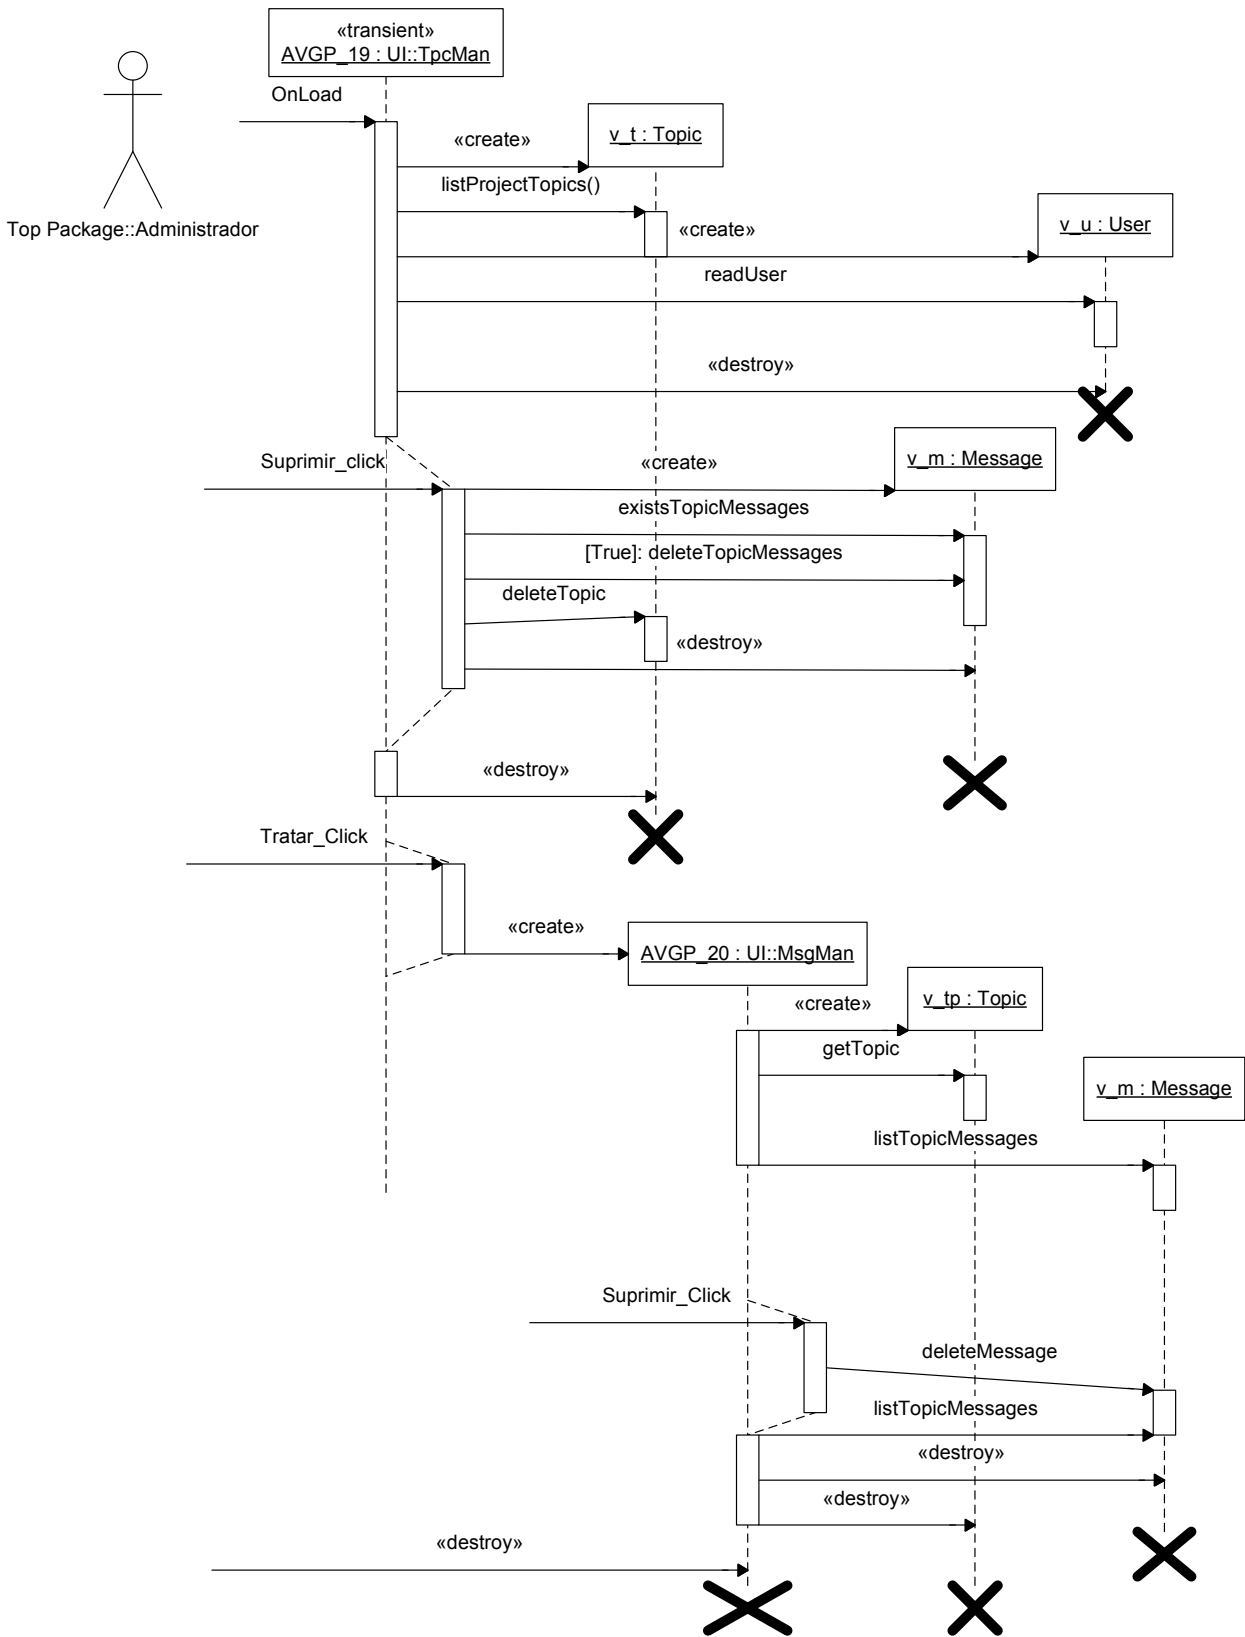 «transient»
AVGP_19 : UI::TpcMan
OnLoad
«create»
v_t : Topic
listProjectTopics()
Top Package::Administrador
«create»
v_u : User
readUser
«destroy»
Suprimir_click
«create»
v_m : Message
existsTopicMessages
[True]: deleteTopicMessages
deleteTopic
«destroy»
«destroy»
Tratar_Click
«create»
AVGP_20 : UI::MsgMan
«create»
v_tp : Topic
getTopic
v_m : Message
listTopicMessages
Suprimir_Click
deleteMessage
listTopicMessages
«destroy»
«destroy»
«destroy»